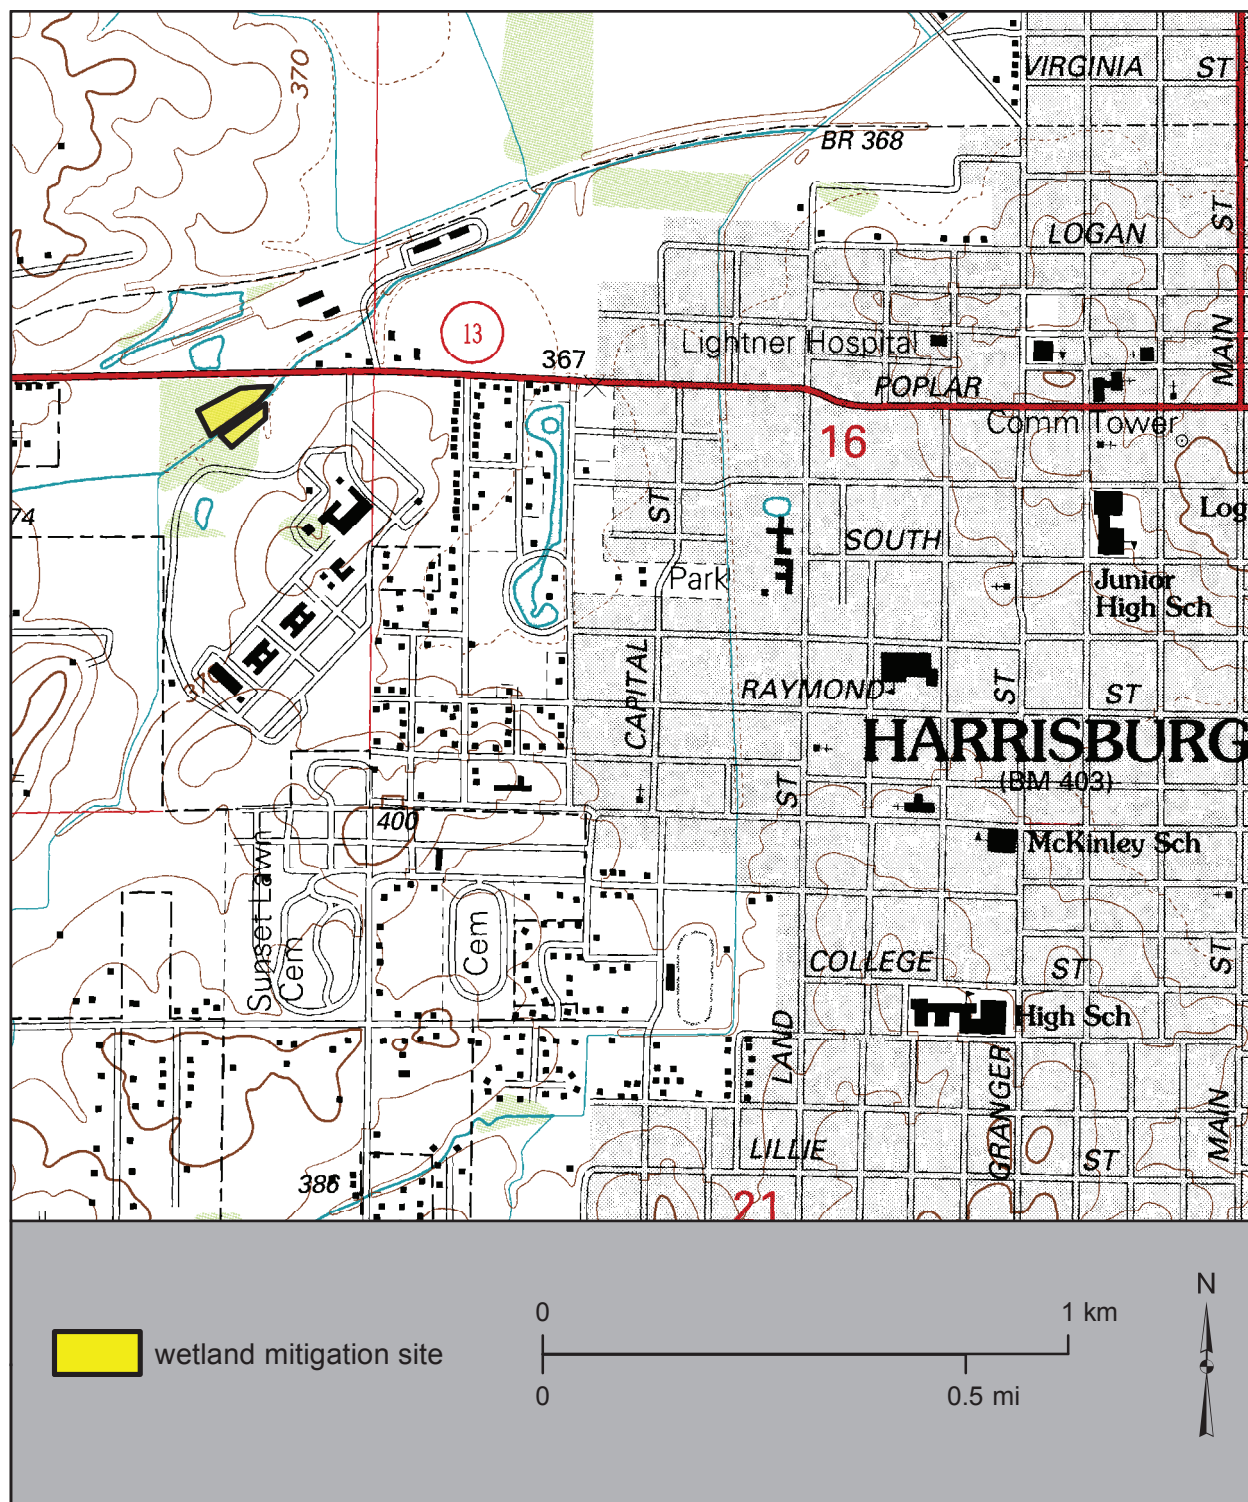 VIRGINIA ST
370
BR 368
LOGAN
ST
13
367
Lightner Hospital
MAIN
POPLAR
Comm Tower
16
74
ST
SOUTH
Log
Park
Junior
High Sch
CAPITAL
RAYMOND
ST
ST
HARRISBURG
(BM 403)
ST
400
McKinley Sch
Sunset Lawn
Cem
Cem
COLLEGE
ST
ST
High Sch
LAND
GRANGER
MAIN
LILLIE
ST
386
21
N
0
1 km
wetland mitigation site
0
0.5 mi